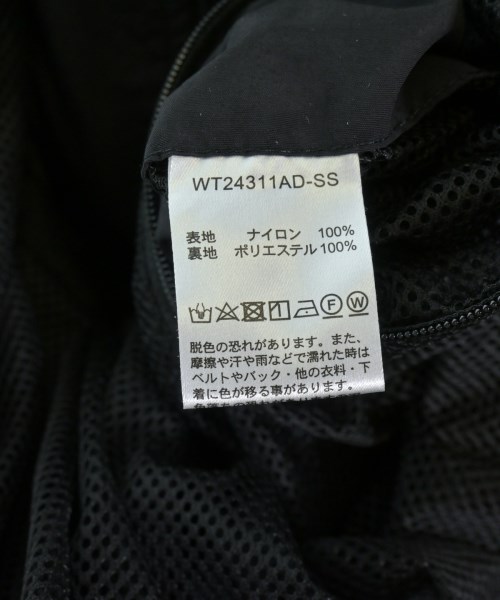 WT24311AD-SS
表地 ナイロン 100%
裏地 ポリエステル100%
F W
脱色の恐れがあります。また、
摩擦や汗や雨などで濡れた時は
ベルトやバック・他の衣料・下
着に色が移る事があります。